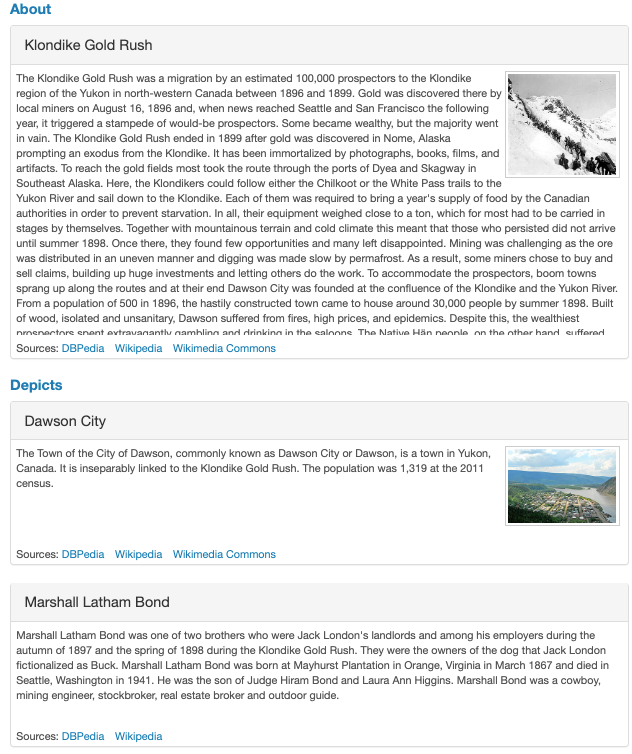 About
Klondike Gold Rush
The Klondike Gold Rush was a migration by an estimated 100,000 prospectors to the Klondike
region of the Yukon in north-western Canada between 1896 and 1899. Gold was discovered there by
local miners on August 16, 1896 and, when news reached Seattle and San Francisco the following
year, it triggered a stampede of would-be prospectors. Some became wealthy, but the majority went
in vain. The Klondike Gold Rush ended in 1899 after gold was discovered in Nome, Alaska
prompting an exodus from the Klondike. It has been immortalized by photographs, books, films, and
artifacts. To reach the gold fields most took the route through the ports of Dyea and Skagway in
Southeast Alaska. Here, the Klondikers could follow either the Chilkoot or the White Pass trails to the
Yukon River and sail down to the Klondike. Each of them was required to bring a year's supply of food by the Canadian
authorities in order to prevent starvation. In all, their equipment weighed close to a ton, which for most had to be carried in
stages by themselves. Together with mountainous terrain and cold climate this meant that those who persisted did not arrive
until summer 1898. Once there, they found few opportunities and many left disappointed. Mining was challenging as the ore
was distributed in an uneven manner and digging was made slow by permafrost. As a result, some miners chose to buy and
sell claims, building up huge investments and letting others do the work. To accommodate the prospectors, boom towns
sprang up along the routes and at their end Dawson City was founded at the confluence of the Klondike and the Yukon River.
From a population of 500 in 1896, the hastily constructed town came to house around 30,000 people by summer 1898. Built
of wood, isolated and unsanitary, Dawson suffered from fires, high prices, and epidemics. Despite this, the wealthiest
prospectors spent extravagantly gambling and drinking in the saloons. The Native Hän people, on the other hand, suffered
Sources: DBPedia Wikipedia Wikimedia Commons
Depicts
Dawson City
The Town of the City of Dawson, commonly known as Dawson City or Dawson, is a town in Yukon,
Canada. It is inseparably linked to the Klondike Gold Rush. The population was 1,319 at the 2011
census.
Sources: DBPedia Wikipedia Wikimedia Commons
Marshall Latham Bond
Marshall Latham Bond was one of two brothers who were Jack London's landlords and among his employers during the
autumn of 1897 and the spring of 1898 during the Klondike Gold Rush. They were the owners of the dog that Jack London
fictionalized as Buck. Marshall Latham Bond was born at Mayhurst Plantation in Orange, Virginia in March 1867 and died in
Seattle, Washington in 1941. He was the son of Judge Hiram Bond and Laura Ann Higgins. Marshall Bond was a cowboy,
mining engineer, stockbroker, real estate broker and outdoor guide.
Sources: DBPedia Wikipedia